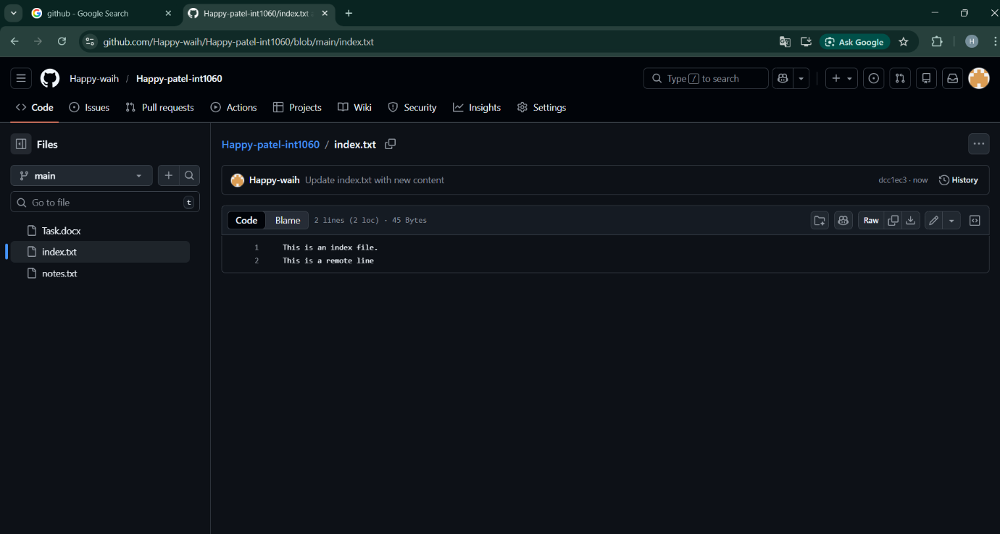 github - Google Search
Happy-patel-int1060/index.txt
github.com/Happy-waih/Happy-patel-int1060/blob/main/index.txt
Ask Google
H
Happy-waih / Happy-patel-int1060
Type / to search
Code Issues Pull requests Actions Projects Wiki Security Insights Settings
Files
main
Go to file
t
Task.docx
index.txt
notes.txt
Happy-patel-int1060 / index.txt
Happy-waih Update index.txt with new content
dcc1ec3 · now
History
Code Blame 2 lines (2 loc) · 45 Bytes
Raw
1 This is an index file.
2 This is a remote line